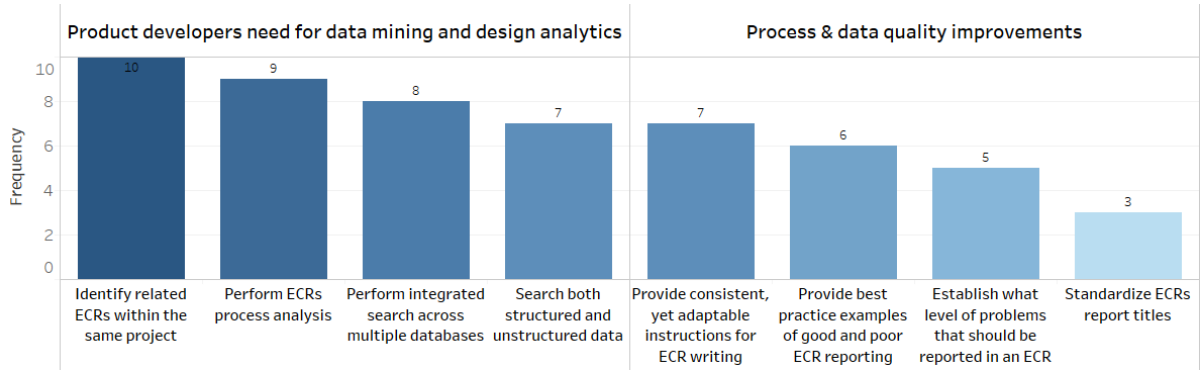 Product developers need for data mining and design analytics
Process & data quality improvements
Frequency
10
8
6
4
2
0
10
9
8
7
7
6
5
3
Identify related
ECRs within the
same project
Perform ECRs
process analysis
Perform integrated
search across
multiple databases
Search both
structured and
unstructured data
Provide consistent,
yet adaptable
instructions for
ECR writing
Provide best
practice examples
of good and poor
ECR reporting
Establish what
level of problems
that should be
reported in an ECR
Standardize ECRs
report titles